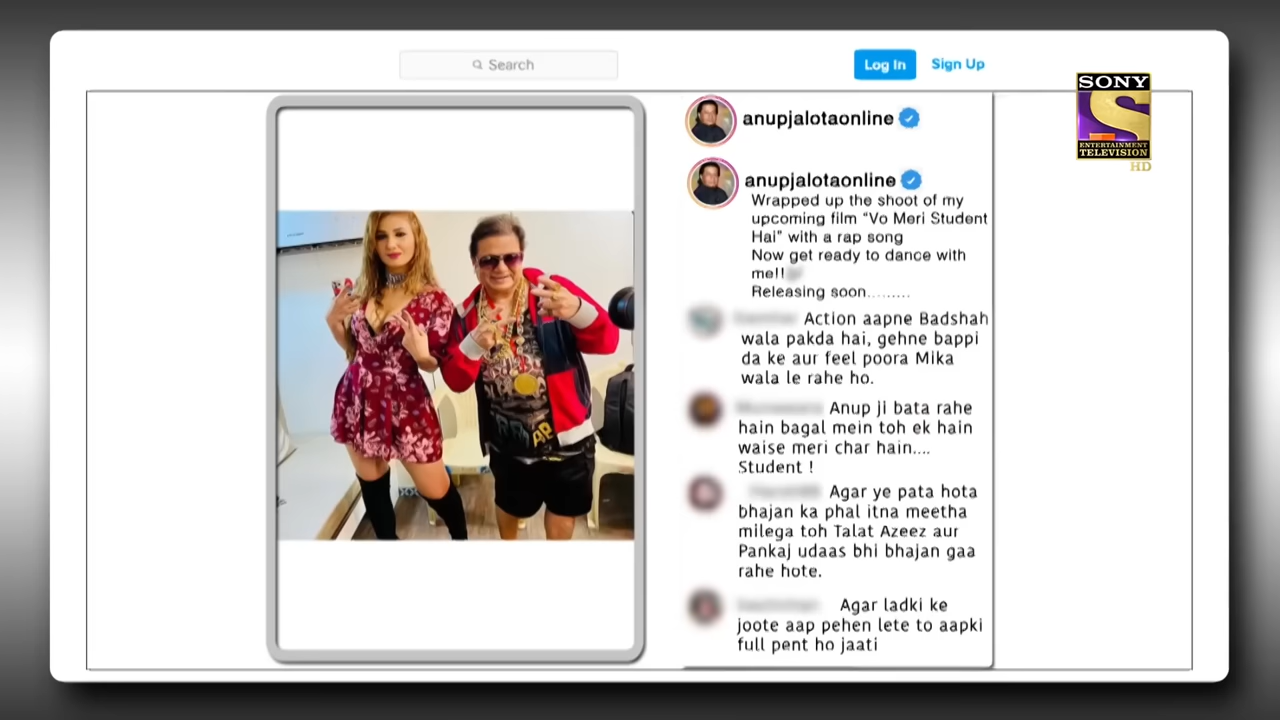 Search
Log In
Sign Up
SONY
S
ENTERTAINMENT
TELEVISION
HD
anupjalotaonline
anupjalotaonline
Wrapped up the shoot of my
upcoming film “Vo Meri Student
Hai” with a rap song
Now get ready to dance with
me!!
Releasing soon.........
Action aapne Badshah
wala pakda hai, gehne bappi
da ke aur feel poora Mika
wala le rahe ho.
Anup ji bata rahe
hain bagal mein toh ek hain
waise meri char hain....
Student !
Agar ye pata hota
bhajan ka phal itna meetha
milega toh Talat Azeez aur
Pankaj udaas bhi bhajan gaa
rahe hote.
Agar ladki ke
joote aap pehen lete to aapki
full pent ho jaati